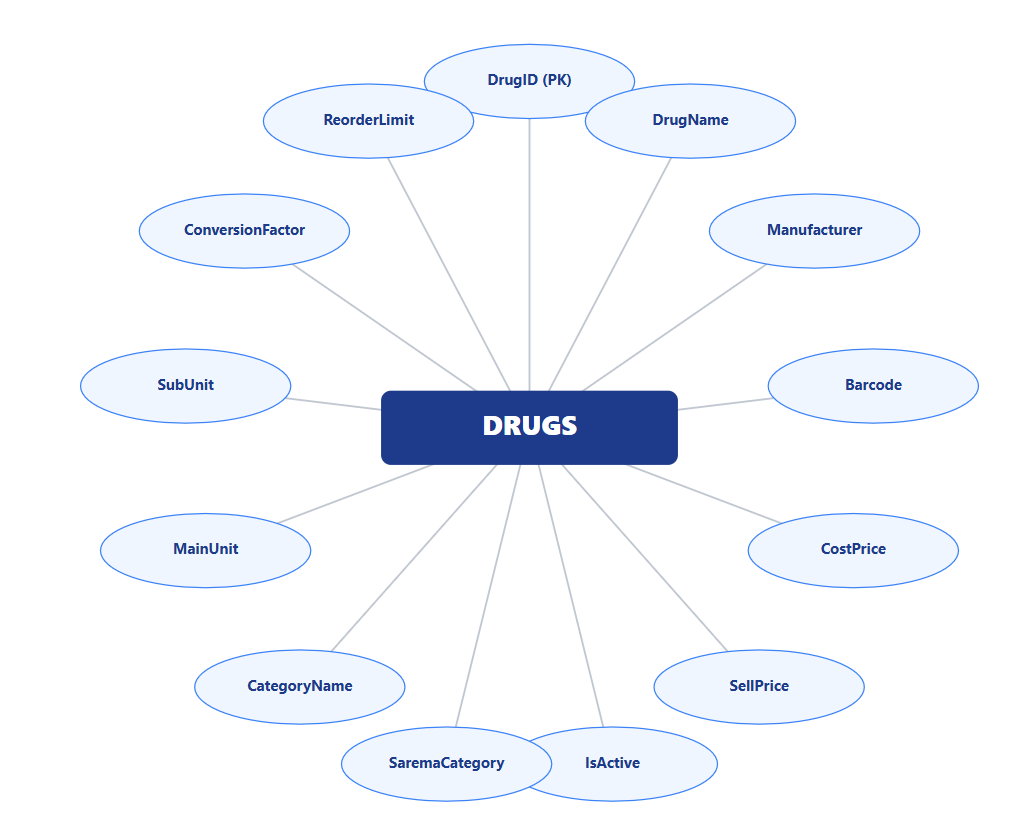 DrugID (PK)
ReorderLimit
DrugName
ConversionFactor
Manufacturer
SubUnit
Barcode
DRUGS
MainUnit
CostPrice
CategoryName
SellPrice
SaremaCategory
IsActive